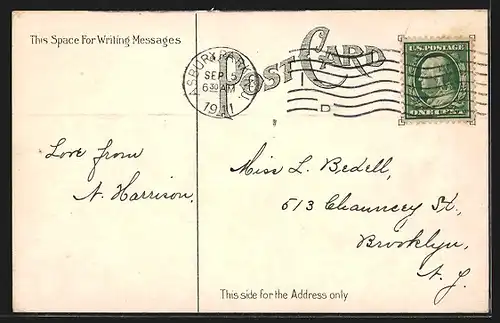 This Space For Writing Messages
POST CARD
ASBURY PARK, N.J.
SEP 5
6 30 AM
1911
D
U.S. POSTAGE
ONE CENT
Love from
N. Harrison.
Miss L. Bedell,
513 Chauncey St.,
Brooklyn,
N.Y.
This side for the Address only